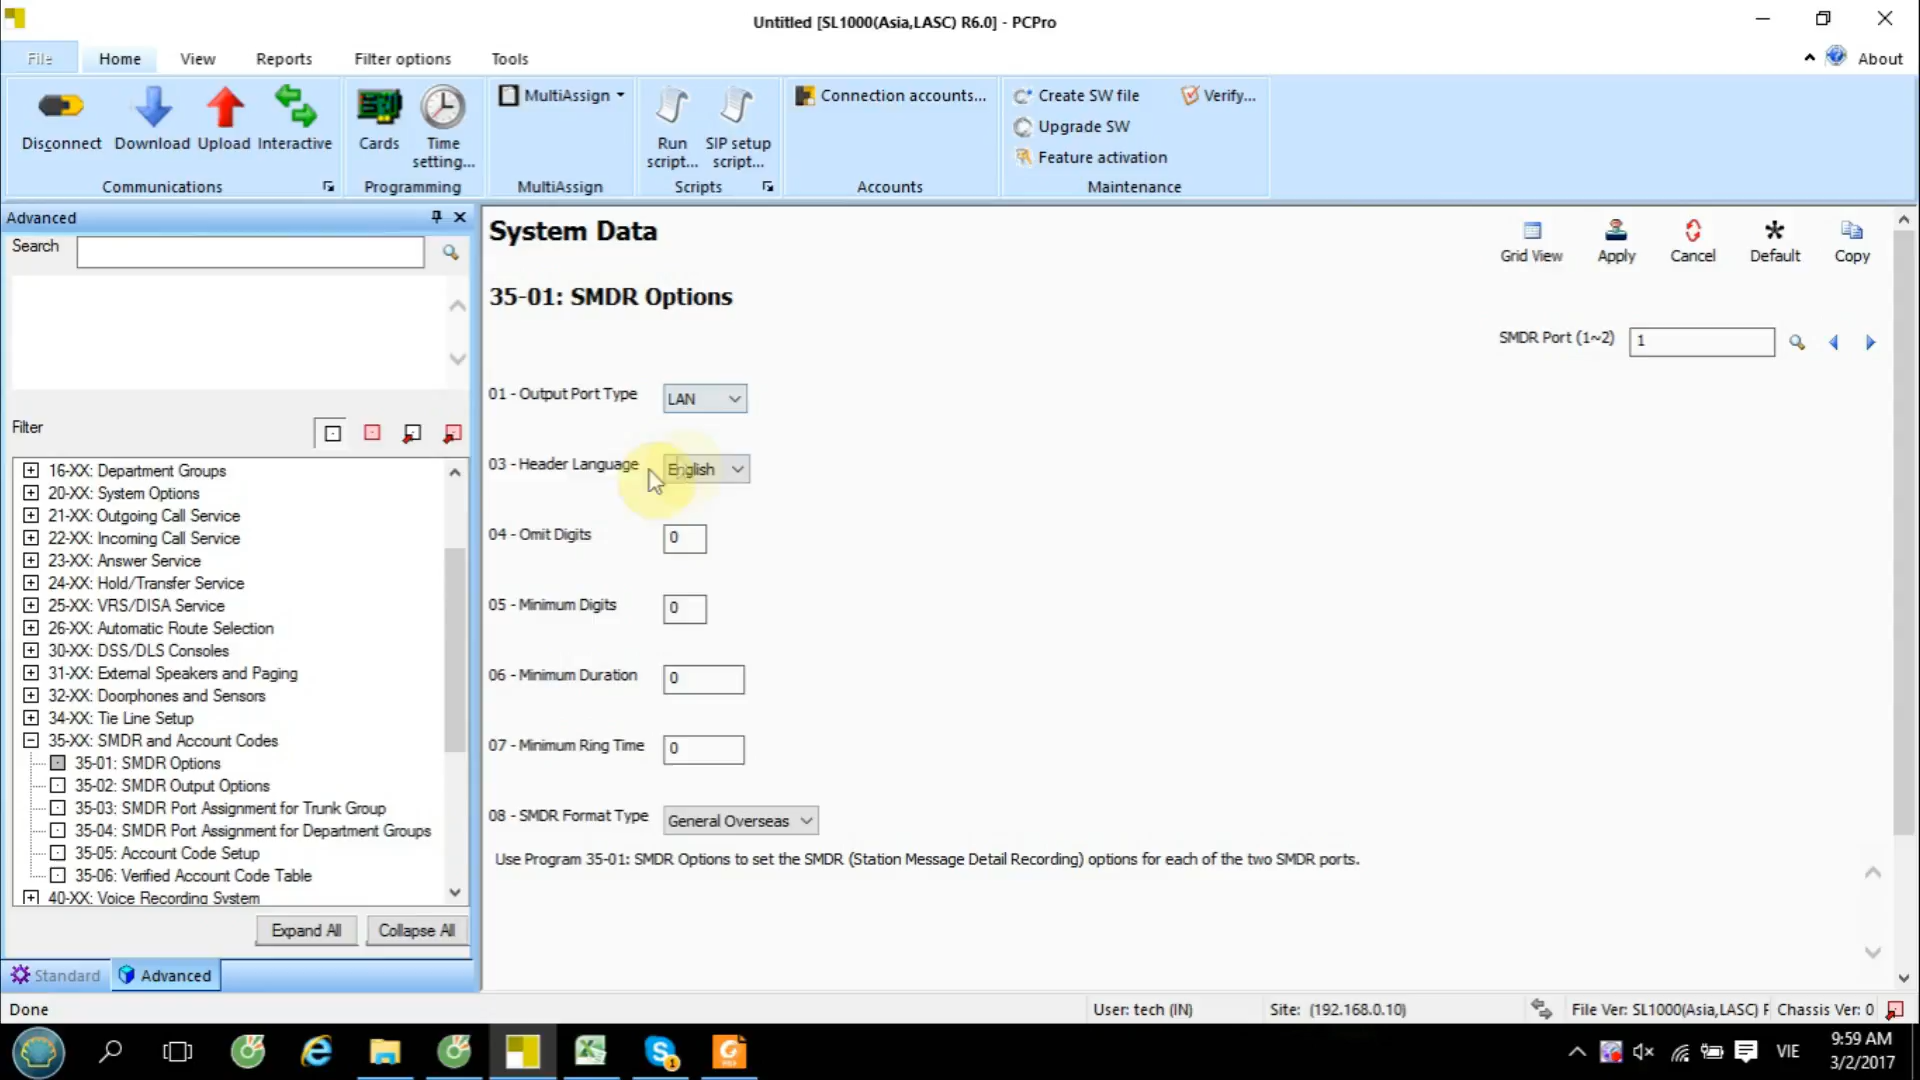 Untitled [SL1000(Asia,LASC) R6.0] - PCPro
File Home View Reports Filter options Tools About
Disconnect Download Upload Interactive
Communications
Cards Time setting...
Programming
MultiAssign
MultiAssign
Run script... SIP setup script...
Scripts
Connection accounts...
Accounts
Create SW file Verify...
Upgrade SW
Feature activation
Maintenance
Advanced
Search
Filter
16-XX: Department Groups
20-XX: System Options
21-XX: Outgoing Call Service
22-XX: Incoming Call Service
23-XX: Answer Service
24-XX: Hold/Transfer Service
25-XX: VRS/DISA Service
26-XX: Automatic Route Selection
30-XX: DSS/DLS Consoles
31-XX: External Speakers and Paging
32-XX: Doorphones and Sensors
34-XX: Tie Line Setup
35-XX: SMDR and Account Codes
35-01: SMDR Options
35-02: SMDR Output Options
35-03: SMDR Port Assignment for Trunk Group
35-04: SMDR Port Assignment for Department Groups
35-05: Account Code Setup
35-06: Verified Account Code Table
40-XX: Voice Recording System
Expand All Collapse All
Standard Advanced
System Data
Grid View Apply Cancel Default Copy
35-01: SMDR Options
SMDR Port (1~2) 1
01 - Output Port Type LAN
03 - Header Language English
04 - Omit Digits 0
05 - Minimum Digits 0
06 - Minimum Duration 0
07 - Minimum Ring Time 0
08 - SMDR Format Type General Overseas
Use Program 35-01: SMDR Options to set the SMDR (Station Message Detail Recording) options for each of the two SMDR ports.
Done User: tech (IN) Site: (192.168.0.10) File Ver: SL1000(Asia,LASC) F Chassis Ver: 0
1
VIE
9:59 AM
3/2/2017